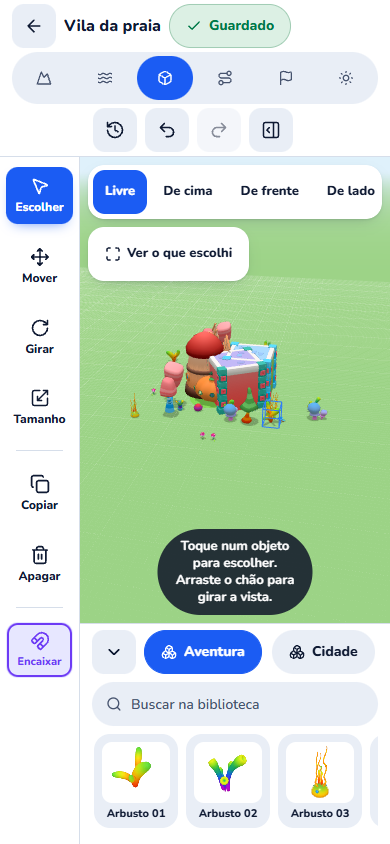 Vila da praia
Guardado
Escolher
Mover
Girar
Tamanho
Copiar
Apagar
Encaixar
Livre
De cima
De frente
De lado
Ver o que escolhi
Toque num objeto
para escolher.
Arraste o chão para
girar a vista.
Aventura
Cidade
Buscar na biblioteca
Arbusto 01
Arbusto 02
Arbusto 03